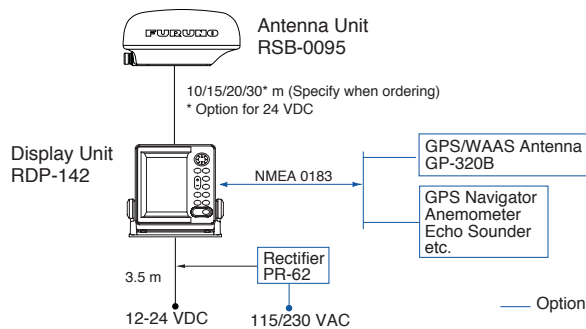 FURUNO
Antenna Unit
RSB-0095
10/15/20/30* m (Specify when ordering)
* Option for 24 VDC
Display Unit
RDP-142
NMEA 0183
GPS/WAAS Antenna
GP-320B
GPS Navigator
Anemometer
Echo Sounder
etc.
Rectifier
PR-62
3.5 m
12-24 VDC
115/230 VAC
Option